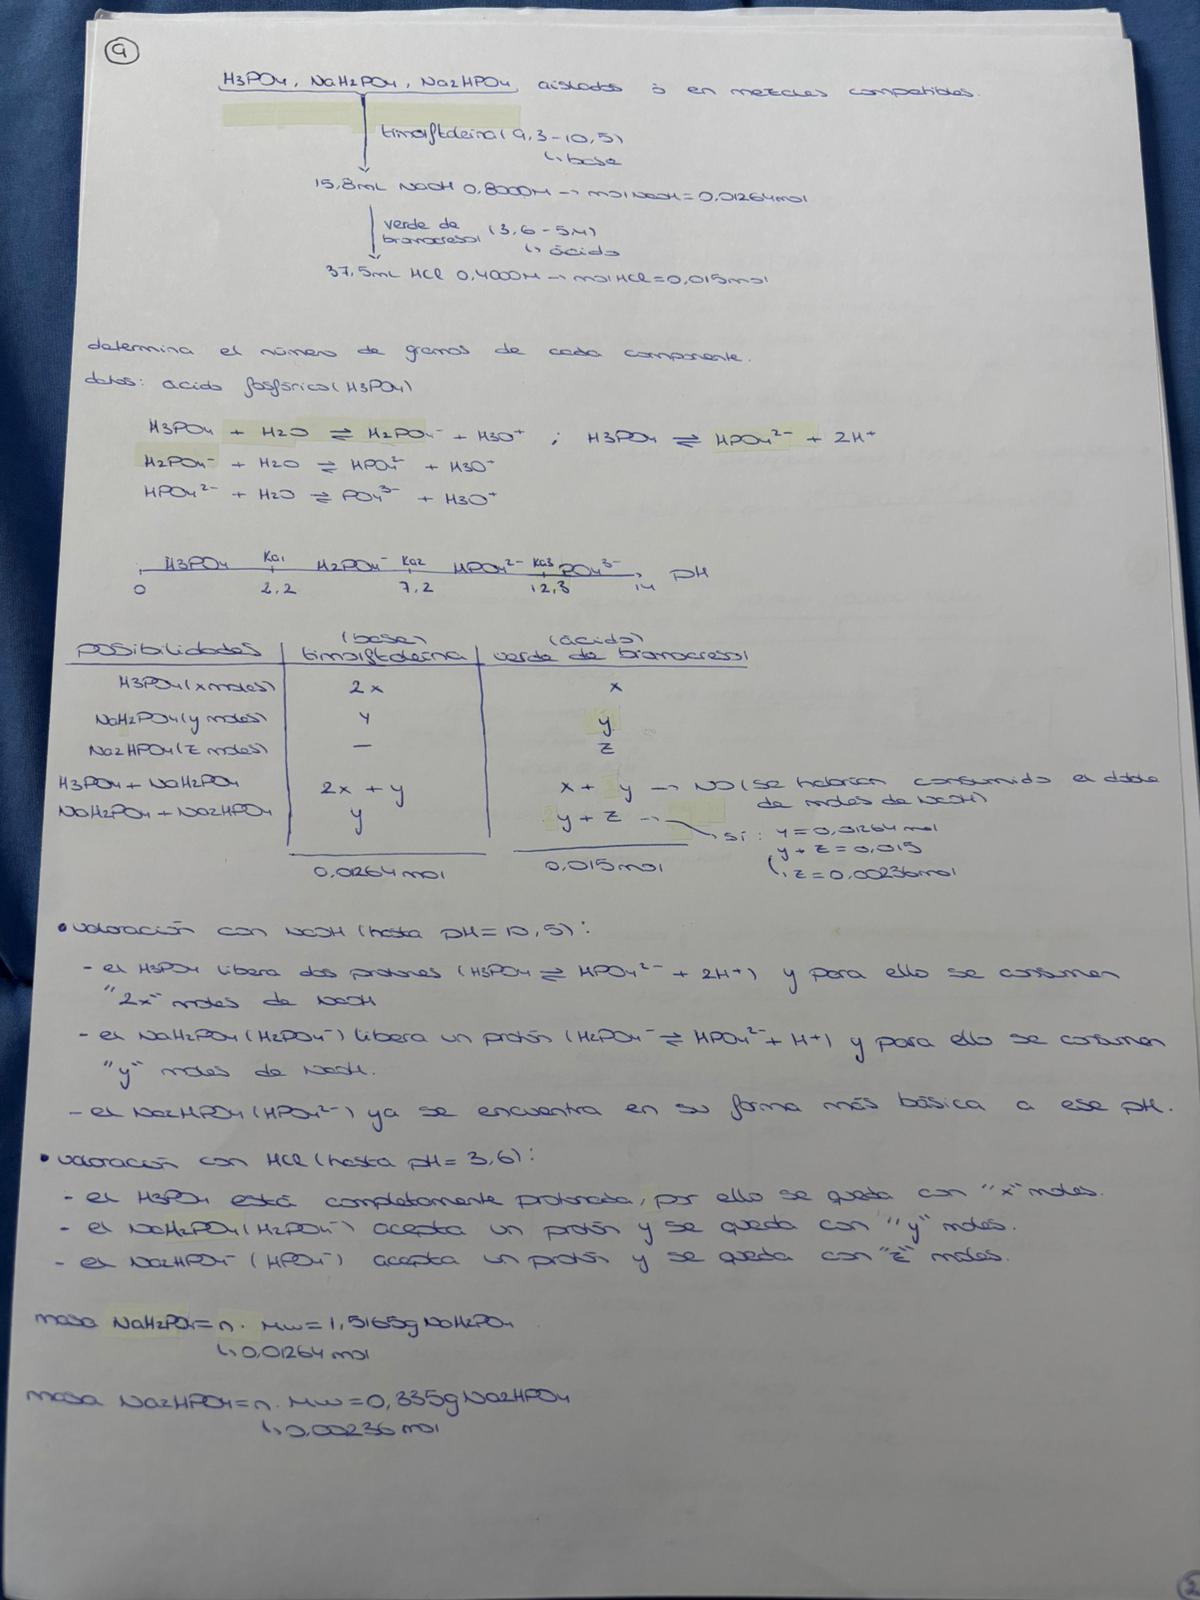 9
H3PO4, NaH2PO4, Na2HPO4, aislados ó en mezclas compatibles.
timolftaleina (9,3-10,5)
↳ base
15,8mL NaOH 0,8000M → mol NaOH = 0,01264mol
verde de bromocresol (3,6-5,4)
↳ ácido
37,5mL HCl 0,4000M → mol HCl = 0,015mol
determina el número de gramos de cada componente.
datos: ácido fosfórico (H3PO4)
H3PO4 + H2O ⇌ H2PO4⁻ + H3O⁺ ; H3PO4 ⇌ HPO4²⁻ + 2H⁺
H2PO4⁻ + H2O ⇌ HPO4²⁻ + H3O⁺
HPO4²⁻ + H2O ⇌ PO4³⁻ + H3O⁺
H3PO4 Ka1 H2PO4⁻ Ka2 HPO4²⁻ Ka3 PO4³⁻ pH
0 2,2 7,2 12,3 14
(base) (ácido)
posibilidades timolftaleina verde de bromocresol
H3PO4 (x moles) 2x x
NaH2PO4 (y moles) y y
Na2HPO4 (z moles) — z
H3PO4 + NaH2PO4 2x + y x + y → NO (se habrían consumido el doble
de moles de NaOH)
NaH2PO4 + Na2HPO4 y y + z → sí: y = 0,01264 mol
y + z = 0,015
↳ z = 0,00236mol
0,01264mol 0,015mol
• valoración con NaOH (hasta pH = 10,5):
- el H3PO4 libera dos protones (H3PO4 ⇌ HPO4²⁻ + 2H⁺) y para ello se consumen
"2x" moles de NaOH
- el NaH2PO4 (H2PO4⁻) libera un protón (H2PO4⁻ ⇌ HPO4²⁻ + H⁺) y para ello se consumen
"y" moles de NaOH.
- el Na2HPO4 (HPO4²⁻) ya se encuentra en su forma más básica a ese pH.
• valoración con HCl (hasta pH = 3,6):
- el H3PO4 está completamente protonada, por ello se queda con "x" moles.
- el NaH2PO4 (H2PO4⁻) acepta un protón y se queda con "y" moles.
- el Na2HPO4⁻ (HPO4⁻) acepta un protón y se queda con "z" moles.
masa NaH2PO4 = n · Mw = 1,5165g NaH2PO4
↳ 0,01264 mol
masa Na2HPO4 = n · Mw = 0,335g Na2HPO4
↳ 0,00236 mol
2